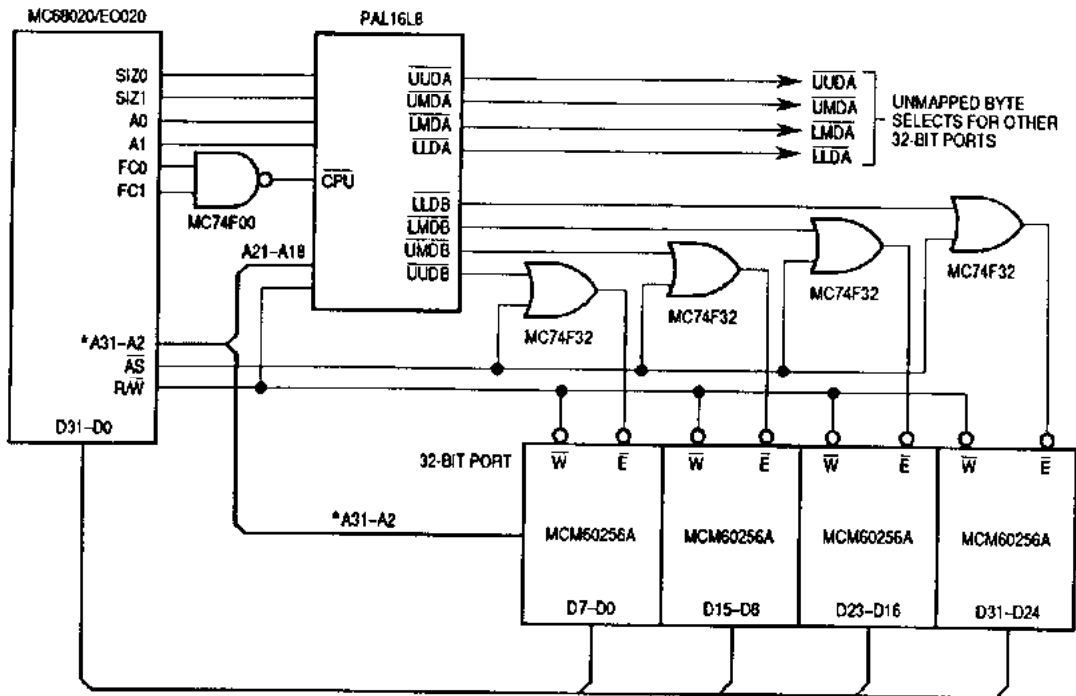 MC68020/EC020
PAL16L8
SIZ0
SIZ1
A0
A1
FC0
FC1
MC74F00
CPU
A21–A18
*A31–A2
AS
R/W
D31–D0
UUDA
UMDA
LMDA
LLDA
UUDA
UMDA
LMDA
LLDA
UNMAPPED BYTE
SELECTS FOR OTHER
32-BIT PORTS
LLDB
LMDB
UMDB
UUDB
MC74F32
MC74F32
MC74F32
MC74F32
32-BIT PORT
W
E
W
E
W
E
W
E
*A31–A2
MCM60256A
MCM60256A
MCM60256A
MCM60256A
D7–D0
D15–D8
D23–D16
D31–D24